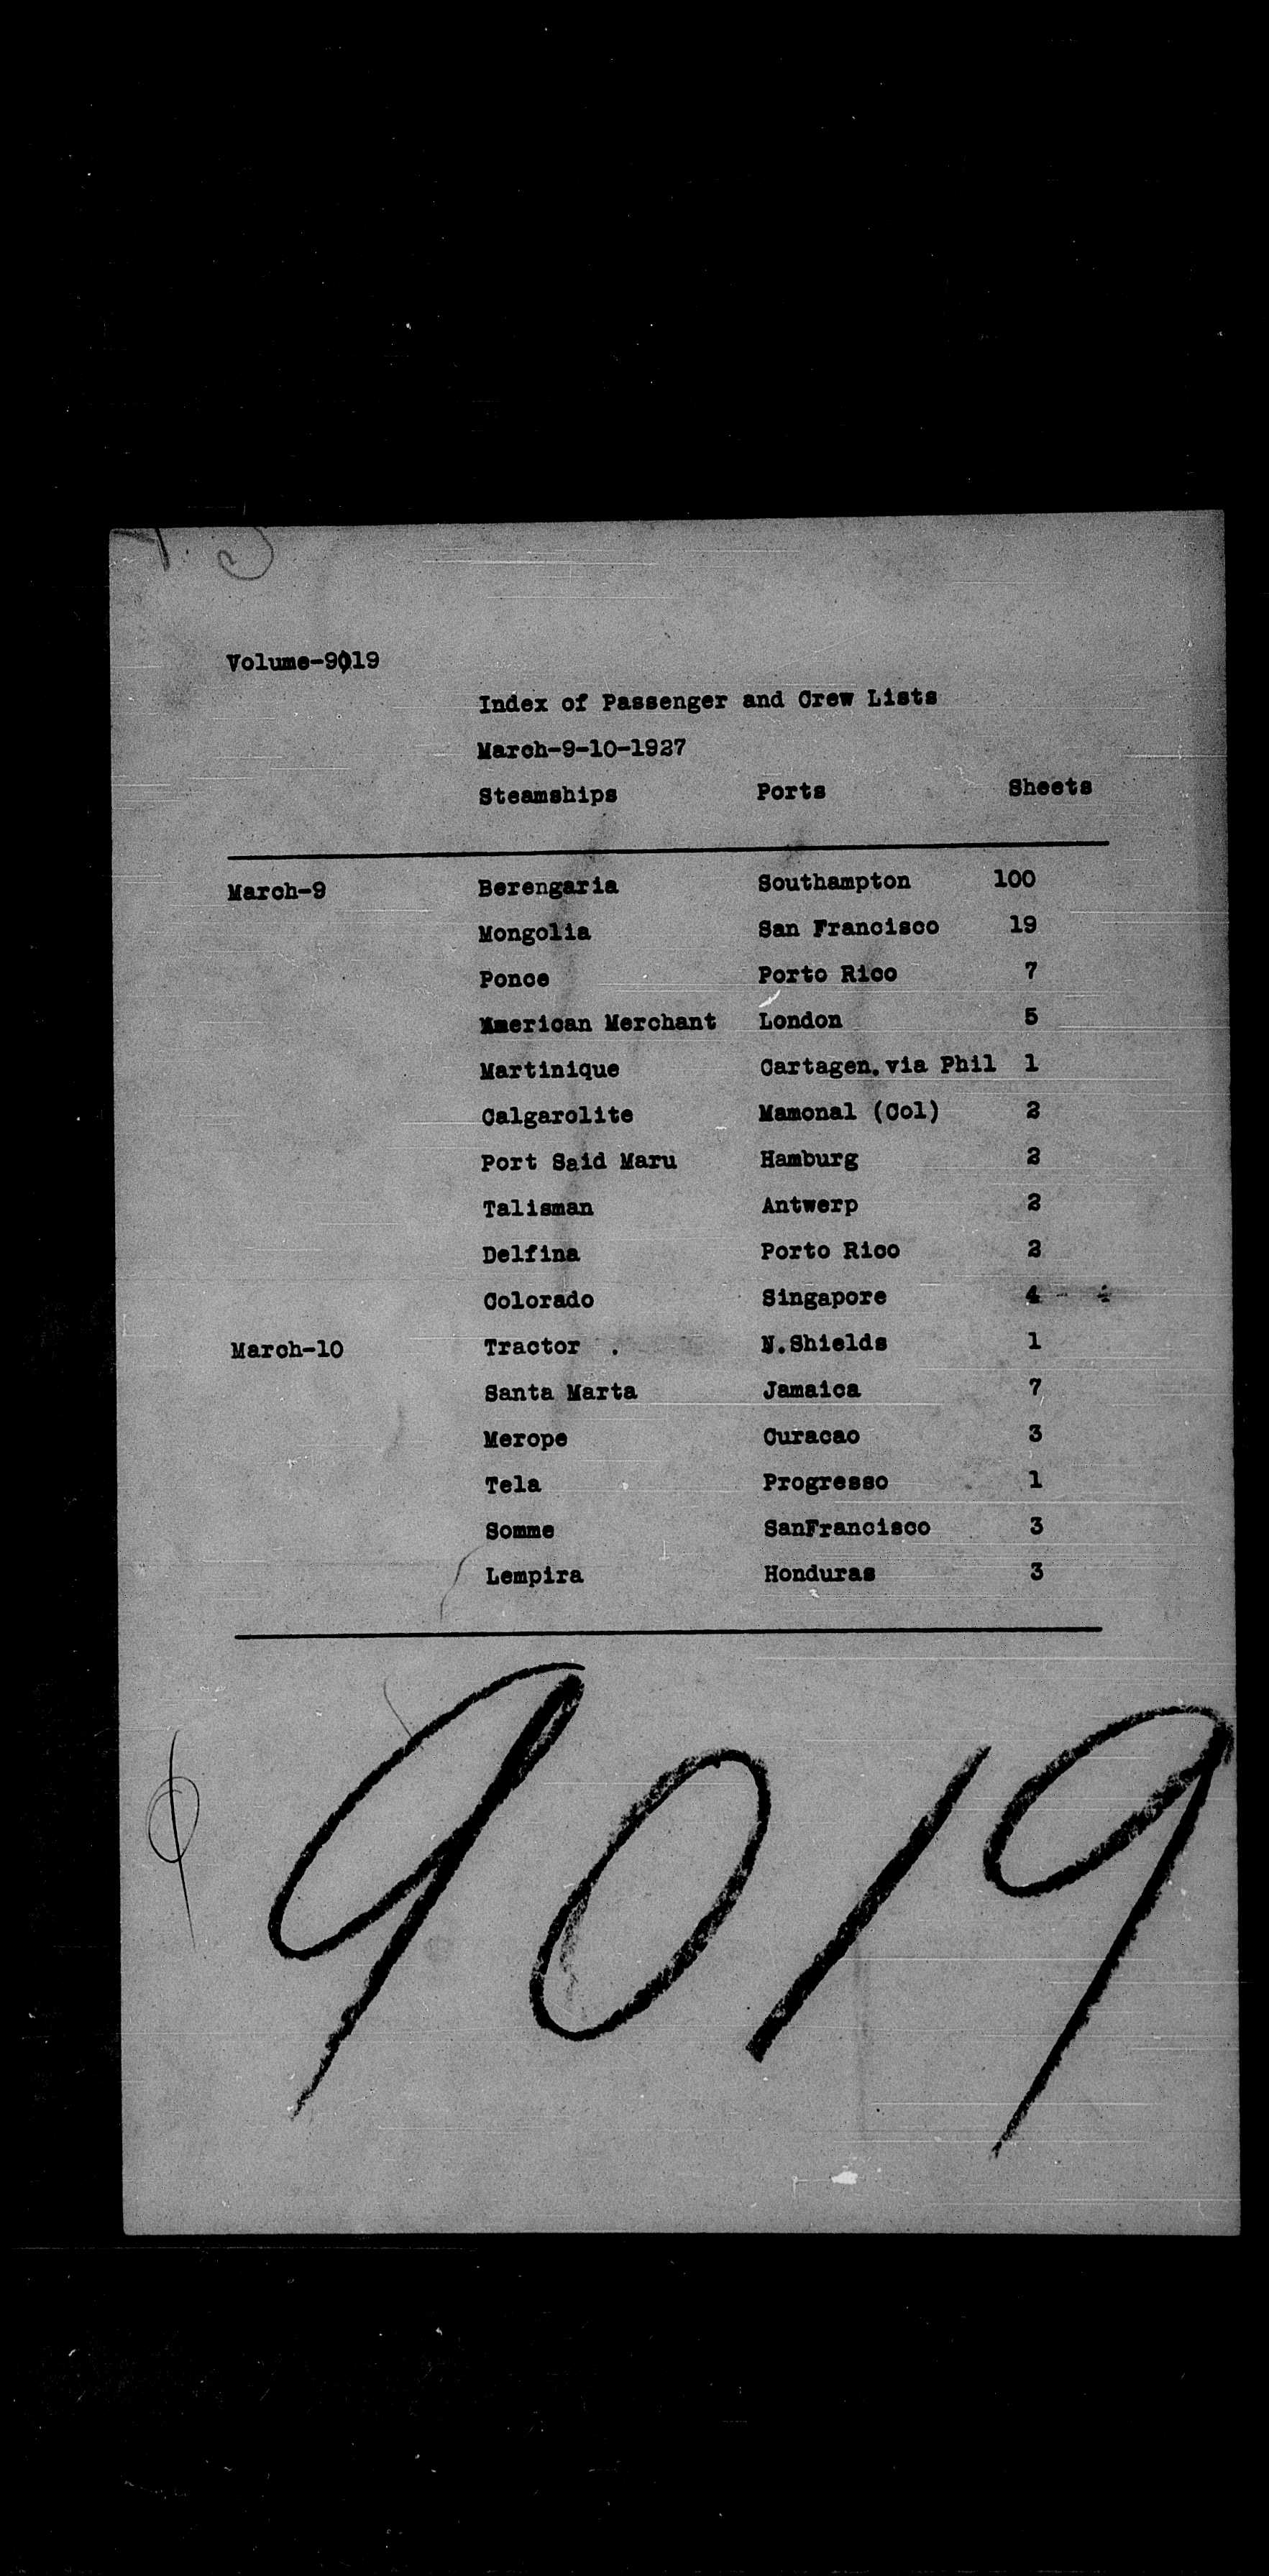 Volume-9019
Index of Passenger and Crew Lists
March-9-10-1927
Steamships Ports Sheets
March-9 Berengaria Southampton 100
Mongolia San Francisco 19
Ponce Porto Rico 7
American Merchant London 5
Martinique Cartagen. via Phil 1
Calgarolite Mamonal (Col) 2
Port Said Maru Hamburg 2
Talisman Antwerp 2
Delfina Porto Rico 2
Colorado Singapore 4
March-10 Tractor . N.Shields 1
Santa Marta Jamaica 7
Merope Curacao 3
Tela Progresso 1
Somme SanFrancisco 3
Lempira Honduras 3
9019